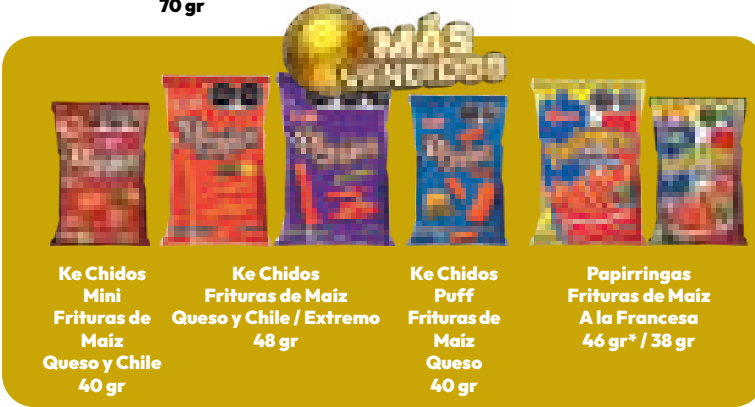 70 gr
MÁS
VENDIDOS
Ke Chidos
Mini
Frituras de
Maíz
Queso y Chile
40 gr
Ke Chidos
Frituras de Maíz
Queso y Chile / Extremo
48 gr
Ke Chidos
Puff
Frituras de
Maíz
Queso
40 gr
Papirringas
Frituras de Maíz
A la Francesa
46 gr* / 38 gr